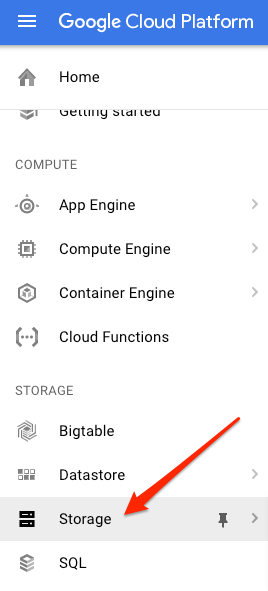 Google Cloud Platform
Home
Getting started
COMPUTE
App Engine
Compute Engine
Container Engine
Cloud Functions
STORAGE
Bigtable
Datastore
Storage
SQL